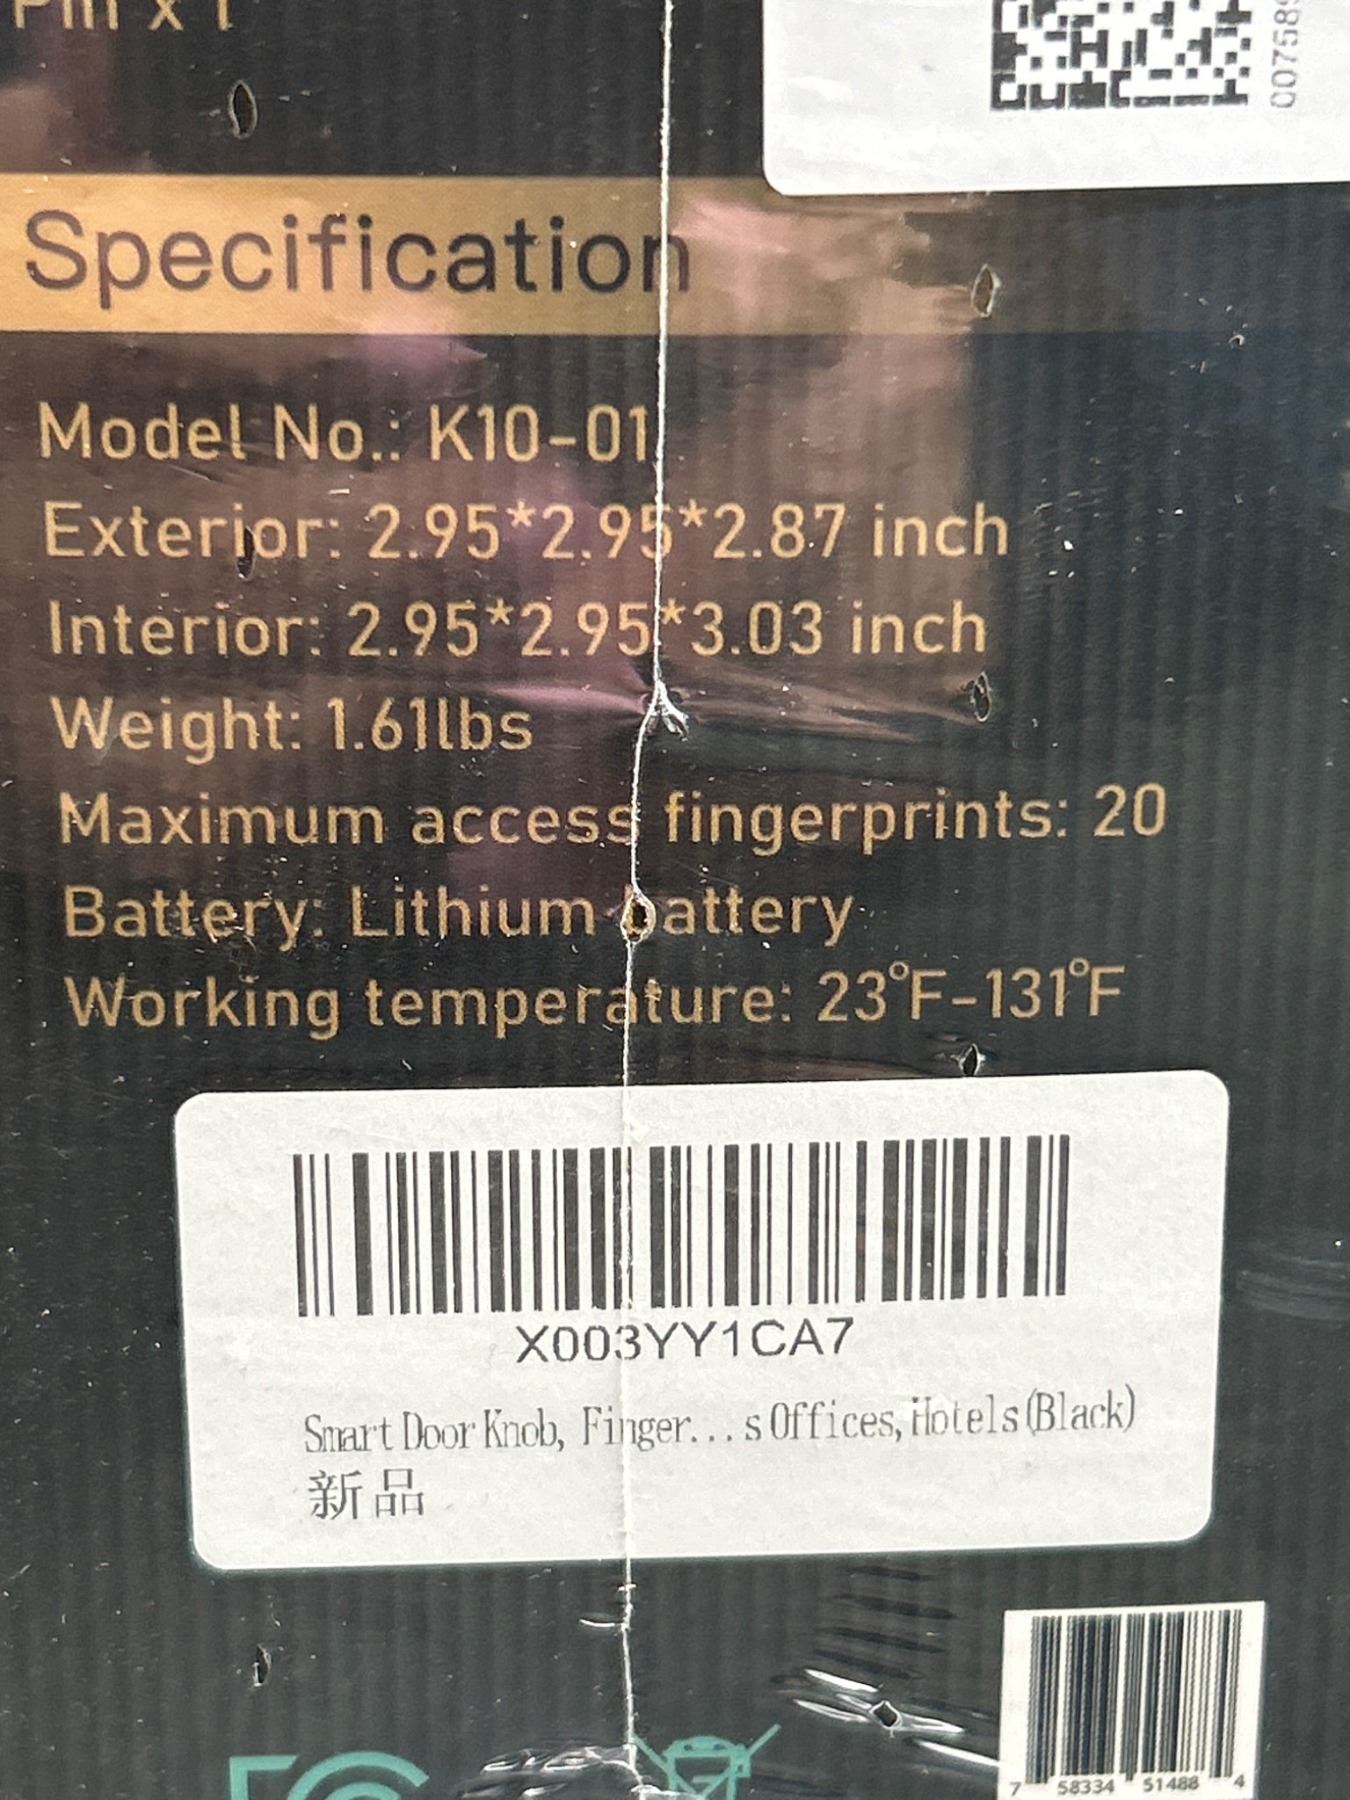 Pin x 1
00758
Specification
Model No.: K10-01
Exterior: 2.95*2.95*2.87 inch
Interior: 2.95*2.95*3.03 inch
Weight: 1.61lbs
Maximum access fingerprints: 20
Battery: Lithium battery
Working temperature: 23°F-131°F
X003YY1CA7
Smart Door Knob, Finger...s Offices, Hotels(Black)
新品
FC
7 58334 51488 4